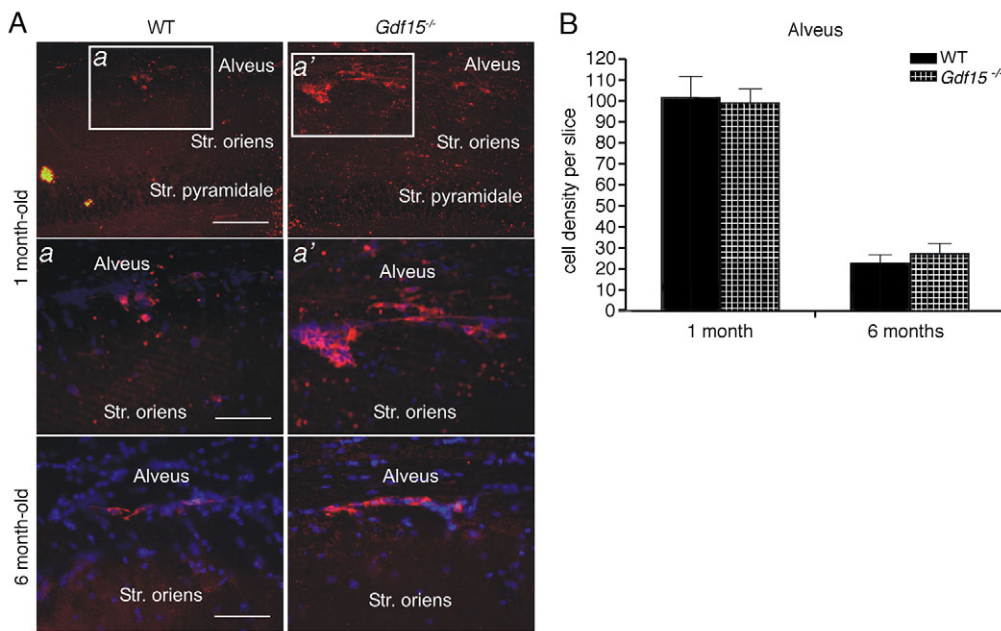 A
WT
Gdf15-/-
1 month-old
a
Alveus
Str. oriens
Str. pyramidale
a'
Alveus
Str. oriens
Str. pyramidale
a
Alveus
Str. oriens
a'
Alveus
Str. oriens
6 month-old
Alveus
Str. oriens
Alveus
Str. oriens
B
Alveus
WT
Gdf15 -/-
cell density per slice
120
110
100
90
80
70
60
50
40
30
20
10
0
1 month
6 months